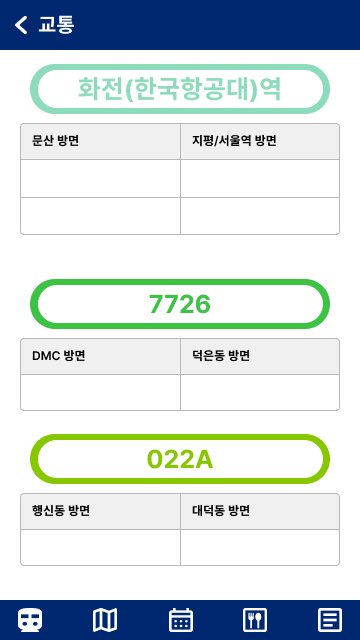 교통
화전(한국항공대)역
문산 방면
지평/서울역 방면
7726
DMC 방면
덕은동 방면
022A
행신동 방면
대덕동 방면